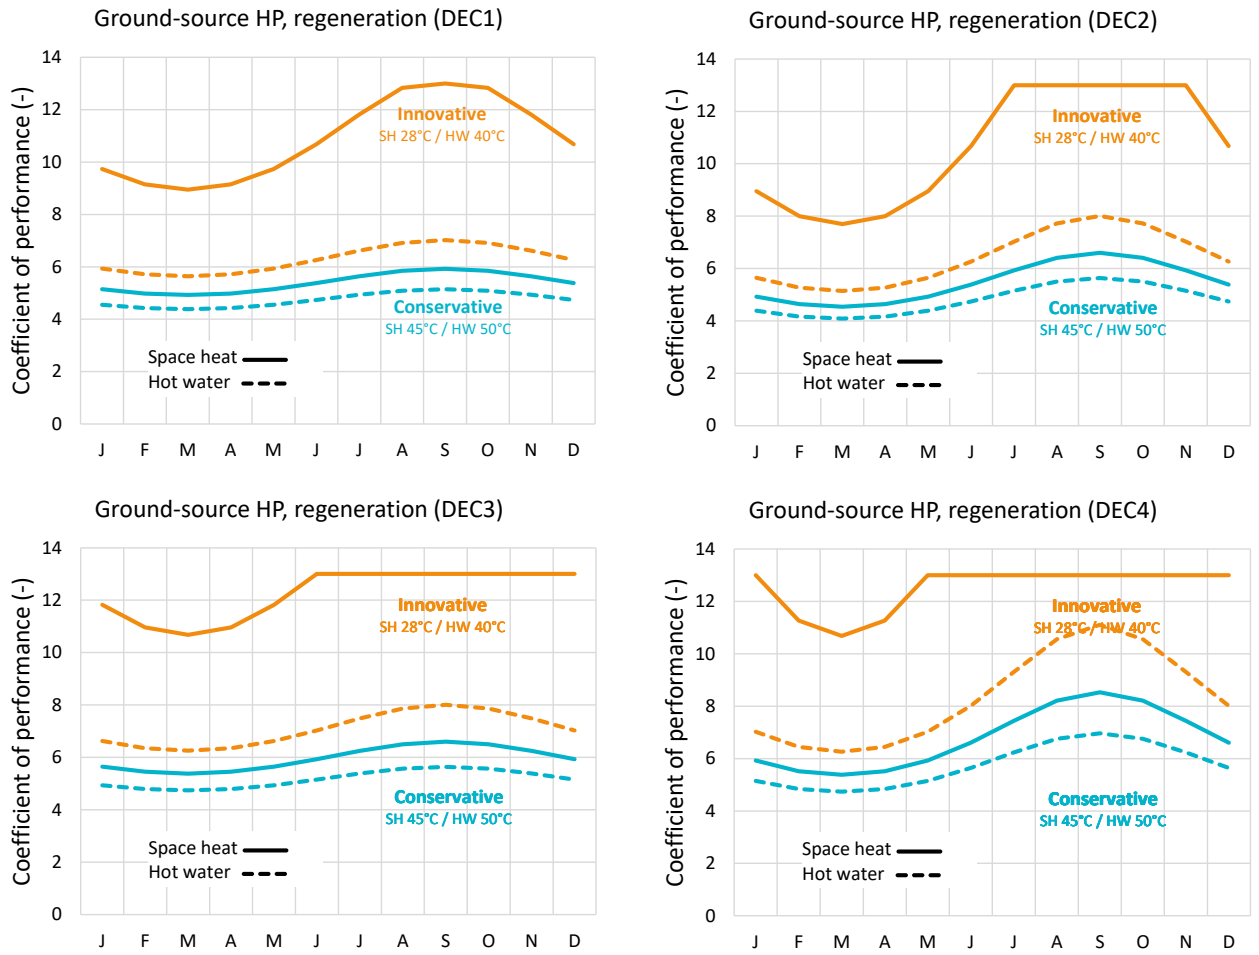 Ground-source HP, regeneration (DEC1)
Coefficient of performance (-)
14
12
10
8
6
4
2
0
Innovative
SH 28°C / HW 40°C
Conservative
SH 45°C / HW 50°C
Space heat
Hot water
J F M A M J J A S O N D
Ground-source HP, regeneration (DEC2)
Coefficient of performance (-)
14
12
10
8
6
4
2
0
Innovative
SH 28°C / HW 40°C
Conservative
SH 45°C / HW 50°C
Space heat
Hot water
J F M A M J J A S O N D
Ground-source HP, regeneration (DEC3)
Coefficient of performance (-)
14
12
10
8
6
4
2
0
Innovative
SH 28°C / HW 40°C
Conservative
SH 45°C / HW 50°C
Space heat
Hot water
J F M A M J J A S O N D
Ground-source HP, regeneration (DEC4)
Coefficient of performance (-)
14
12
10
8
6
4
2
0
Innovative
SH 28°C / HW 40°C
Conservative
SH 45°C / HW 50°C
Space heat
Hot water
J F M A M J J A S O N D